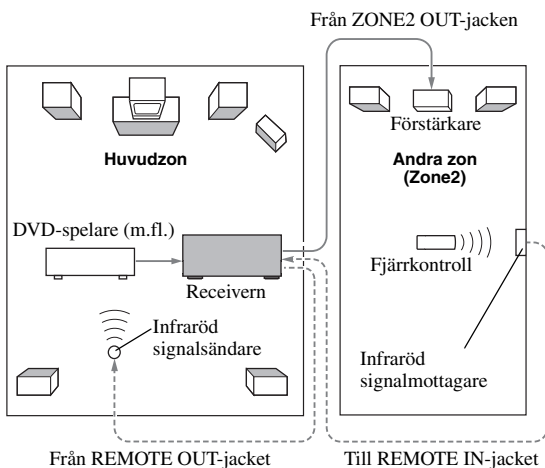 Från ZONE2 OUT-jacken
Förstärkare
Huvudzon
Andra zon
(Zone2)
DVD-spelare (m.fl.)
Receivern
Fjärrkontroll
Infraröd
signalsändare
Infraröd
signalmottagare
Från REMOTE OUT-jacket
Till REMOTE IN-jacket